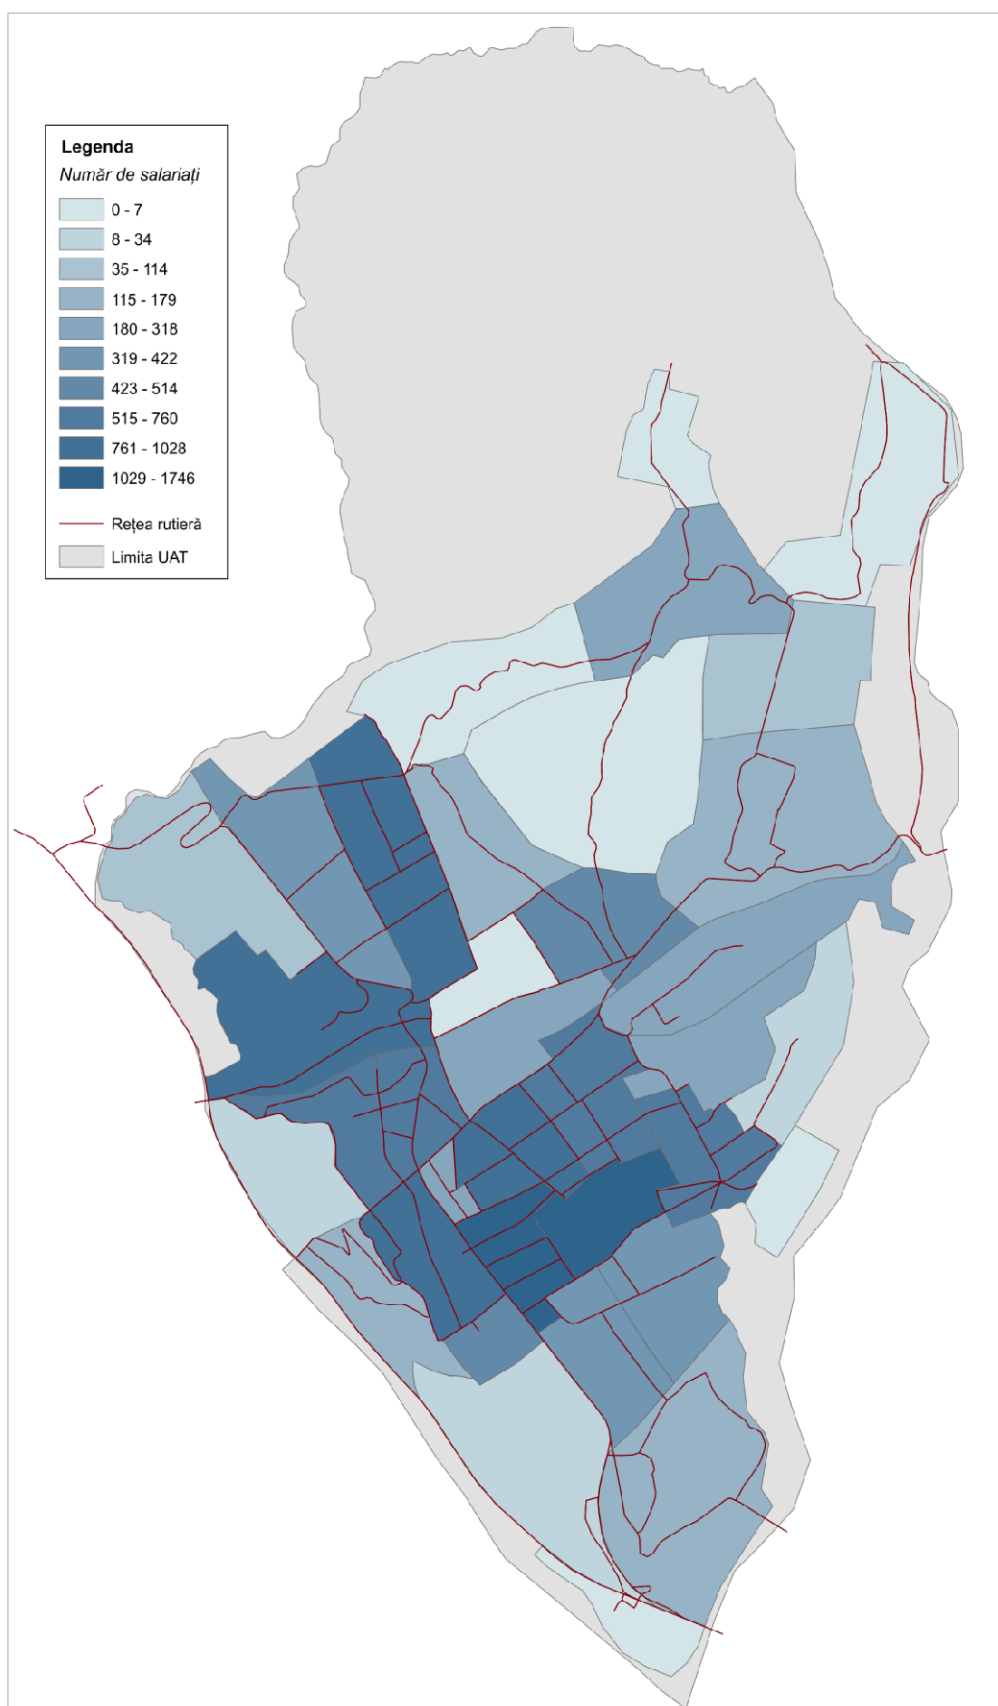 Legenda
Număr de salariați
0 - 7
8 - 34
35 - 114
115 - 179
180 - 318
319 - 422
423 - 514
515 - 760
761 - 1028
1029 - 1746
Rețea rutieră
Limita UAT